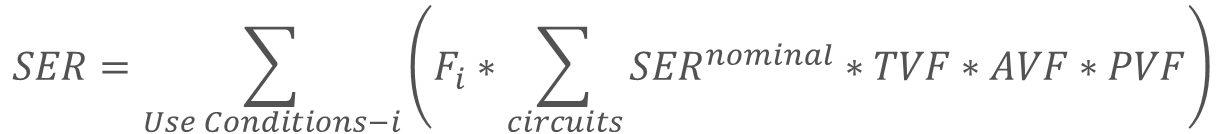 SER = ∑ Use Conditions−i ( F_i * ∑ circuits SER^nominal * TVF * AVF * PVF )